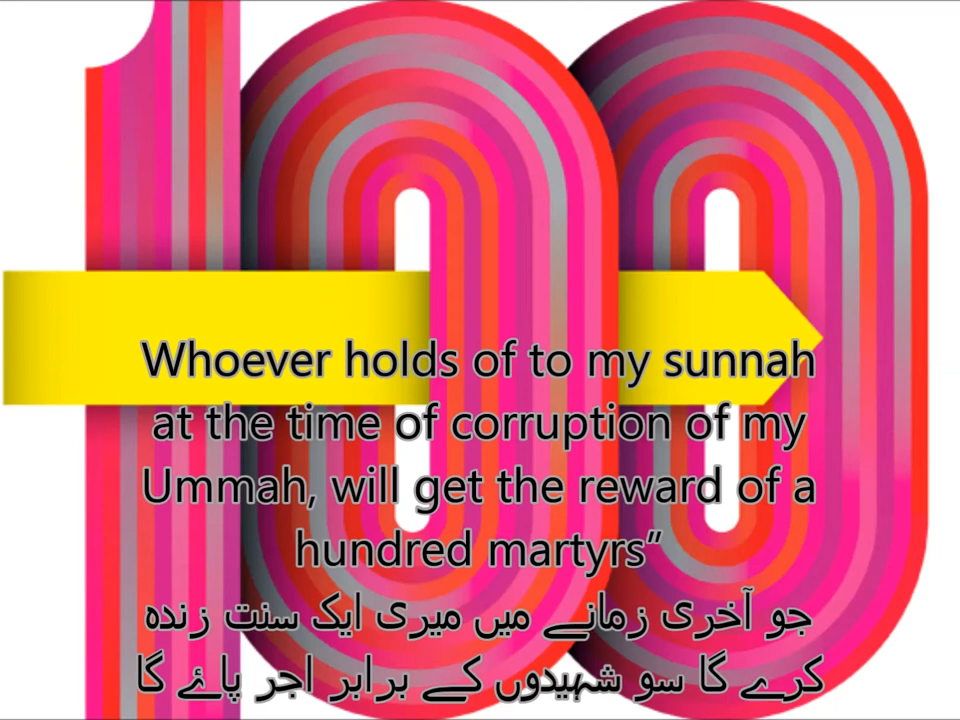 100
Whoever holds of to my sunnah
at the time of corruption of my
Ummah, will get the reward of a
hundred martyrs”
جو آخری زمانے میں میری ایک سنت زندہ
کرے گا سو شہیدوں کے برابر اجر پائے گا